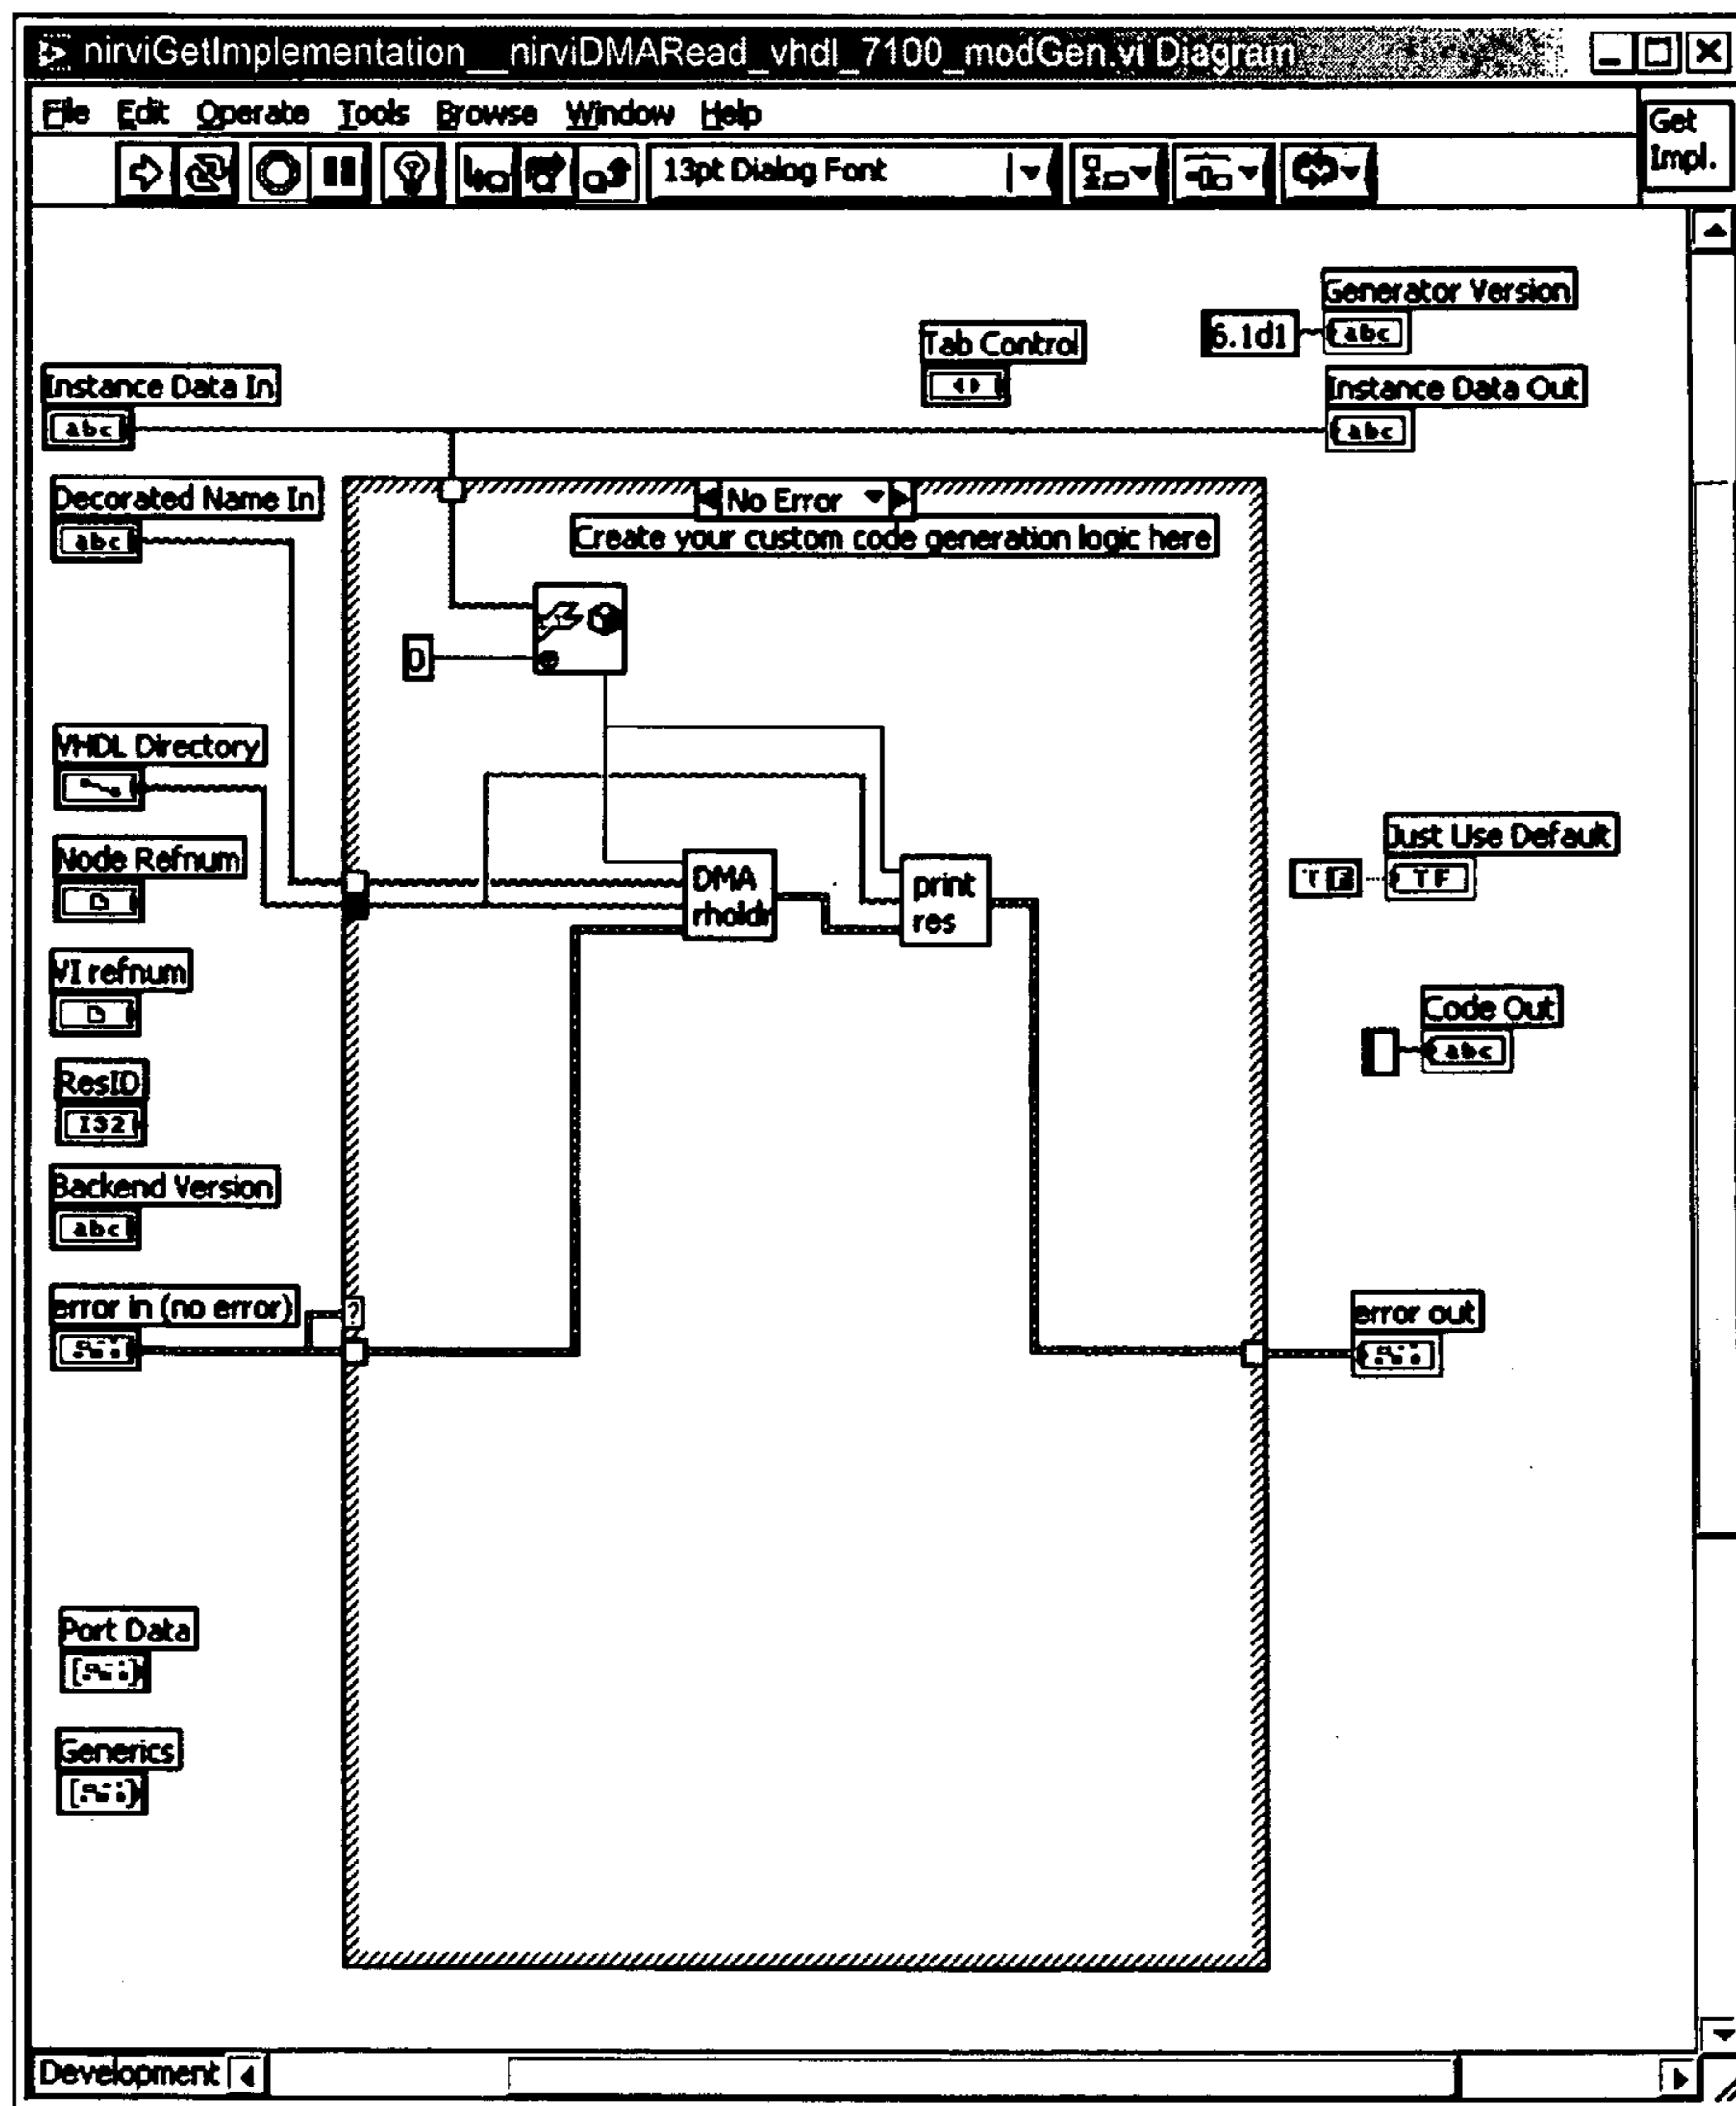 nirviGetImplementation__nirviDMARead_vhdl_7100_modGen.vi Diagram
File Edit Operate Tools Browse Window Help
Get
Impl.
13pt Dialog Font
Generator Version
6.1d1
abc
Tab Control
Instance Data In
abc
Instance Data Out
abc
Decorated Name In
abc
No Error
Create your custom code generation logic here
0
VHDL Directory
Node Refnum
DMA
rholdr
print
res
Just Use Default
T F
TF
VI refnum
Code Out
abc
ResID
I32
Backend Version
abc
error in (no error)
?
error out
Port Data
Generics
Development